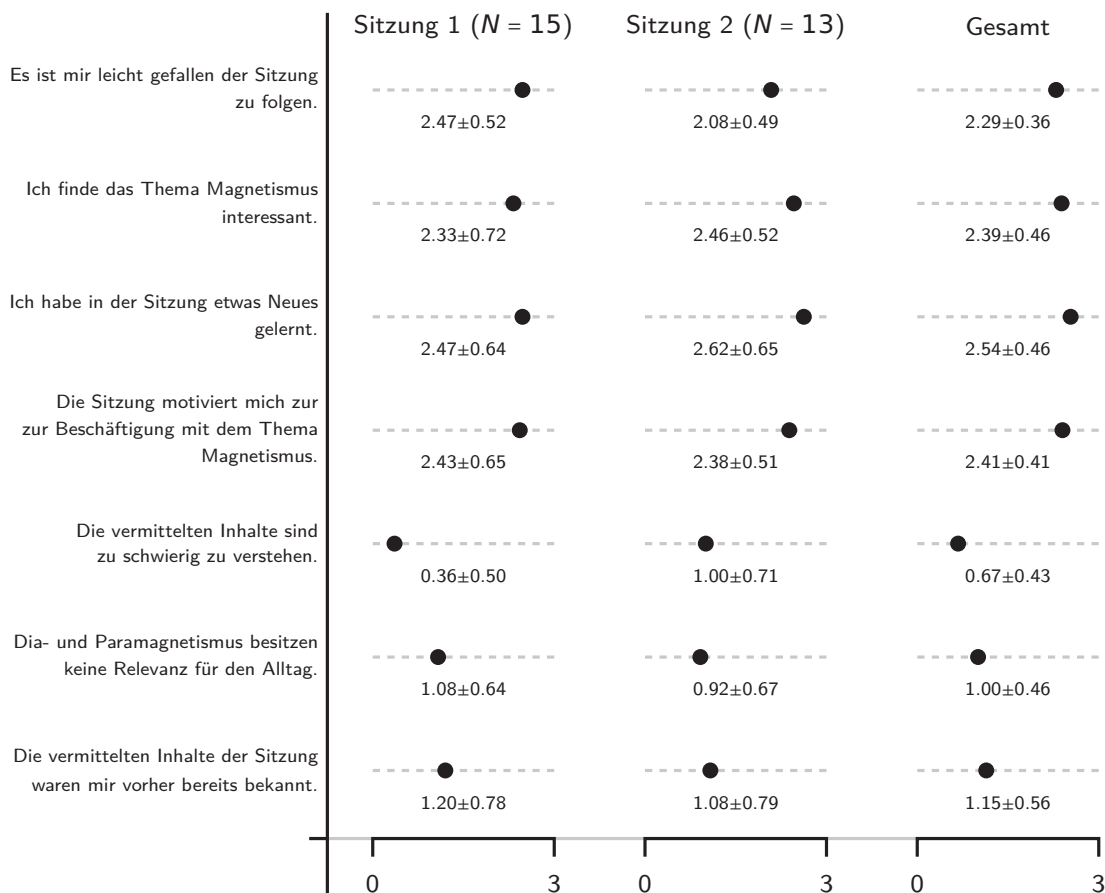 Sitzung 1 (N = 15) Sitzung 2 (N = 13) Gesamt
Es ist mir leicht gefallen der Sitzung
zu folgen.
2.47±0.52 2.08±0.49 2.29±0.36
Ich finde das Thema Magnetismus
interessant.
2.33±0.72 2.46±0.52 2.39±0.46
Ich habe in der Sitzung etwas Neues
gelernt.
2.47±0.64 2.62±0.65 2.54±0.46
Die Sitzung motiviert mich zur
zur Beschäftigung mit dem Thema
Magnetismus.
2.43±0.65 2.38±0.51 2.41±0.41
Die vermittelten Inhalte sind
zu schwierig zu verstehen.
0.36±0.50 1.00±0.71 0.67±0.43
Dia- und Paramagnetismus besitzen
keine Relevanz für den Alltag.
1.08±0.64 0.92±0.67 1.00±0.46
Die vermittelten Inhalte der Sitzung
waren mir vorher bereits bekannt.
1.20±0.78 1.08±0.79 1.15±0.56
0 3 0 3 0 3